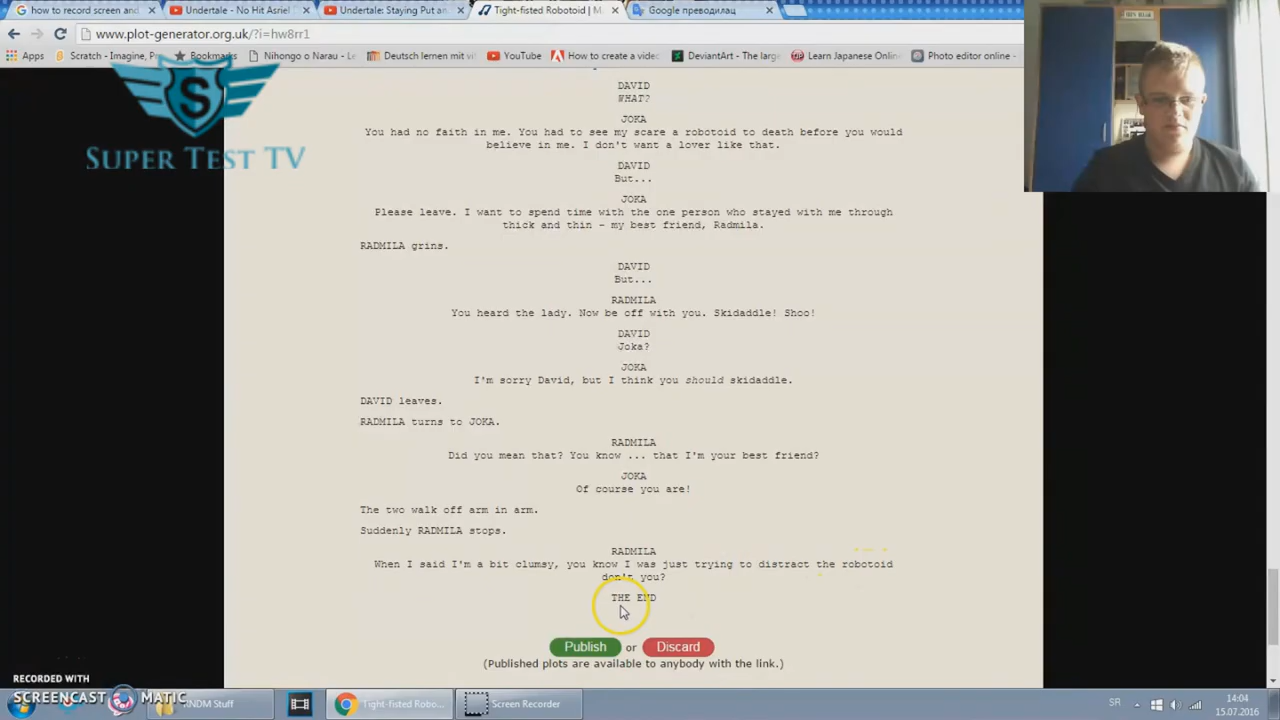 how to record screen and
Undertale - No Hit Asriel
Undertale: Staying Put an
Tight-fisted Robotoid | M
Google преводилац
www.plot-generator.org.uk/?i=hw8rr1
Apps
Scratch - Imagine, Pro
Bookmarks
Nihongo o Narau -
Deutsch lernen mit vi
YouTube
How to create a vide
DeviantArt - The large
Learn Japanese Onlin
Photo editor online -
S
SUPER TEST TV
DAVID
WHAT?
JOKA
You had no faith in me. You had to see my scare a robotoid to death before you would
believe in me. I don't want a lover like that.
DAVID
But...
JOKA
Please leave. I want to spend time with the one person who stayed with me through
thick and thin - my best friend, Radmila.
RADMILA grins.
DAVID
But...
RADMILA
You heard the lady. Now be off with you. Skidaddle! Shoo!
DAVID
Joka?
JOKA
I'm sorry David, but I think you should skidaddle.
DAVID leaves.
RADMILA turns to JOKA.
RADMILA
Did you mean that? You know ... that I'm your best friend?
JOKA
Of course you are!
The two walk off arm in arm.
Suddenly RADMILA stops.
RADMILA
When I said I'm a bit clumsy, you know I was just trying to distract the robotoid
don't you?
THE END
Publish or Discard
(Published plots are available to anybody with the link.)
RECORDED WITH
SCREENCAST MATIC
RNDM Stuff
Tight-fisted Robo...
Screen Recorder
SR
14:04
15.07.2016